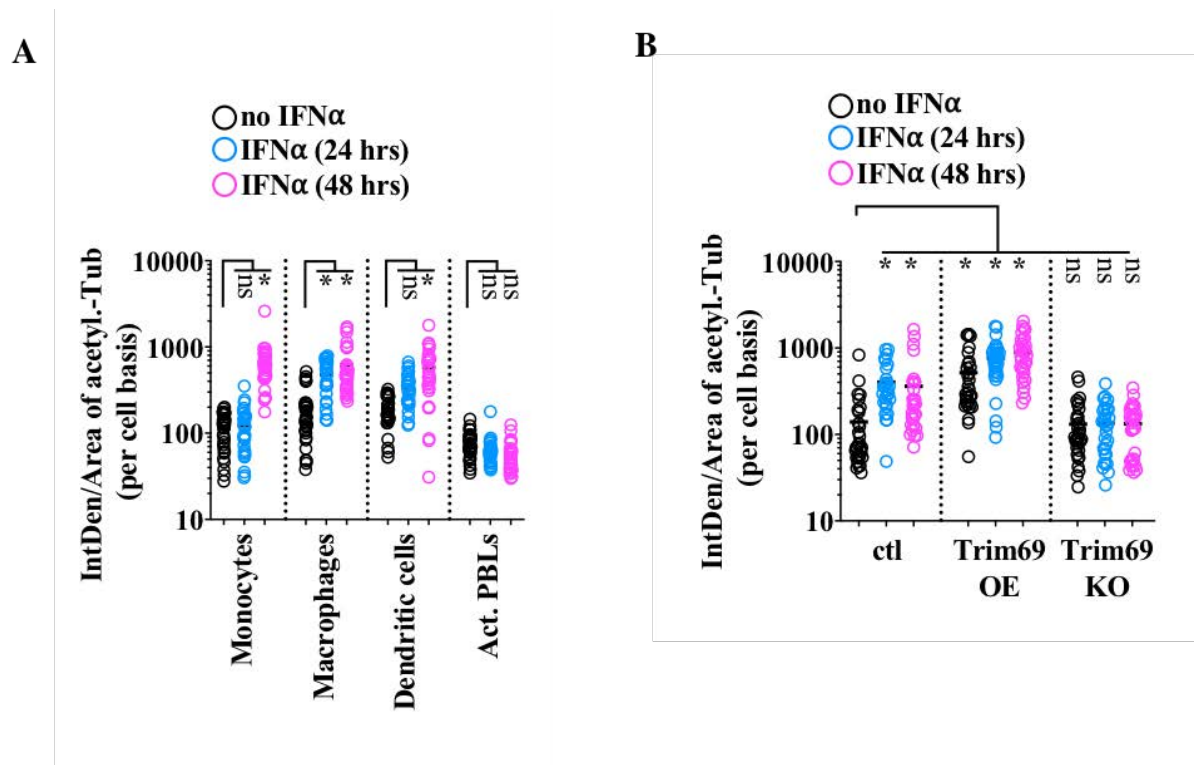 A
no IFNα
IFNα (24 hrs)
IFNα (48 hrs)
IntDen/Area of acetyl.-Tub
(per cell basis)
10000
1000
100
10
ns
*
*
*
ns
*
ns
ns
Monocytes
Macrophages
Dendritic cells
Act. PBLs
B
no IFNα
IFNα (24 hrs)
IFNα (48 hrs)
IntDen/Area of acetyl.-Tub
(per cell basis)
10000
1000
100
10
* * * * * ns ns ns
ctl
Trim69
OE
Trim69
KO